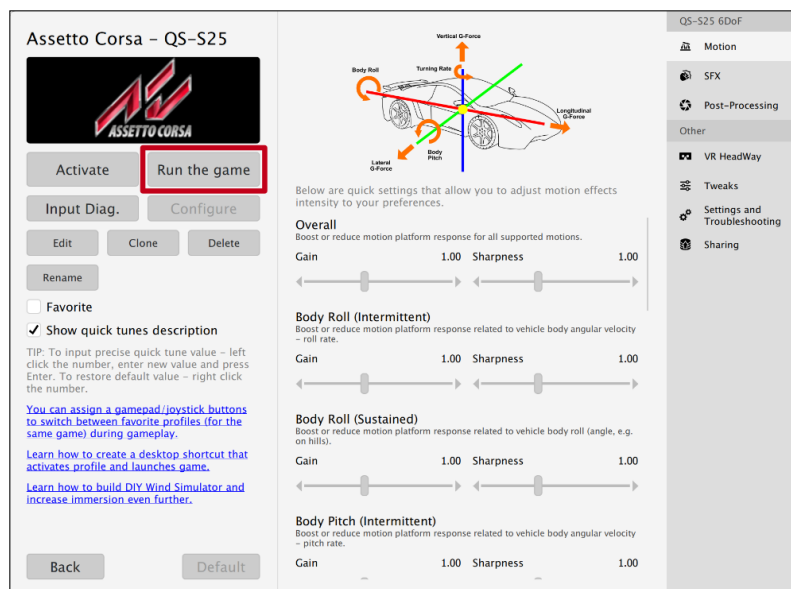 Assetto Corsa – QS-S25
ASSETTO CORSA
Activate
Run the game
Input Diag.
Configure
Edit
Clone
Delete
Rename
Favorite
Show quick tunes description
TIP: To input precise quick tune value – left
click the number, enter new value and press
Enter. To restore default value – right click
the number.
You can assign a gamepad/joystick buttons
to switch between favorite profiles (for the
same game) during gameplay.
Learn how to create a desktop shortcut that
activates profile and launches game.
Learn how to build DIY Wind Simulator and
increase immersion even further.
Back
Default
Vertical G-Force
Body Roll
Turning Rate
Longitudinal
G-Force
Body
Pitch
Lateral
G-Force
Below are quick settings that allow you to adjust motion effects
intensity to your preferences.
Overall
Boost or reduce motion platform response for all supported motions.
Gain 1.00 Sharpness 1.00
Body Roll (Intermittent)
Boost or reduce motion platform response related to vehicle body angular velocity
– roll rate.
Gain 1.00 Sharpness 1.00
Body Roll (Sustained)
Boost or reduce motion platform response related to vehicle body roll (angle, e.g.
on hills).
Gain 1.00 Sharpness 1.00
Body Pitch (Intermittent)
Boost or reduce motion platform response related to vehicle body angular velocity
– pitch rate.
Gain 1.00 Sharpness 1.00
QS-S25 6DoF
Motion
SFX
Post-Processing
Other
VR HeadWay
Tweaks
Settings and
Troubleshooting
Sharing